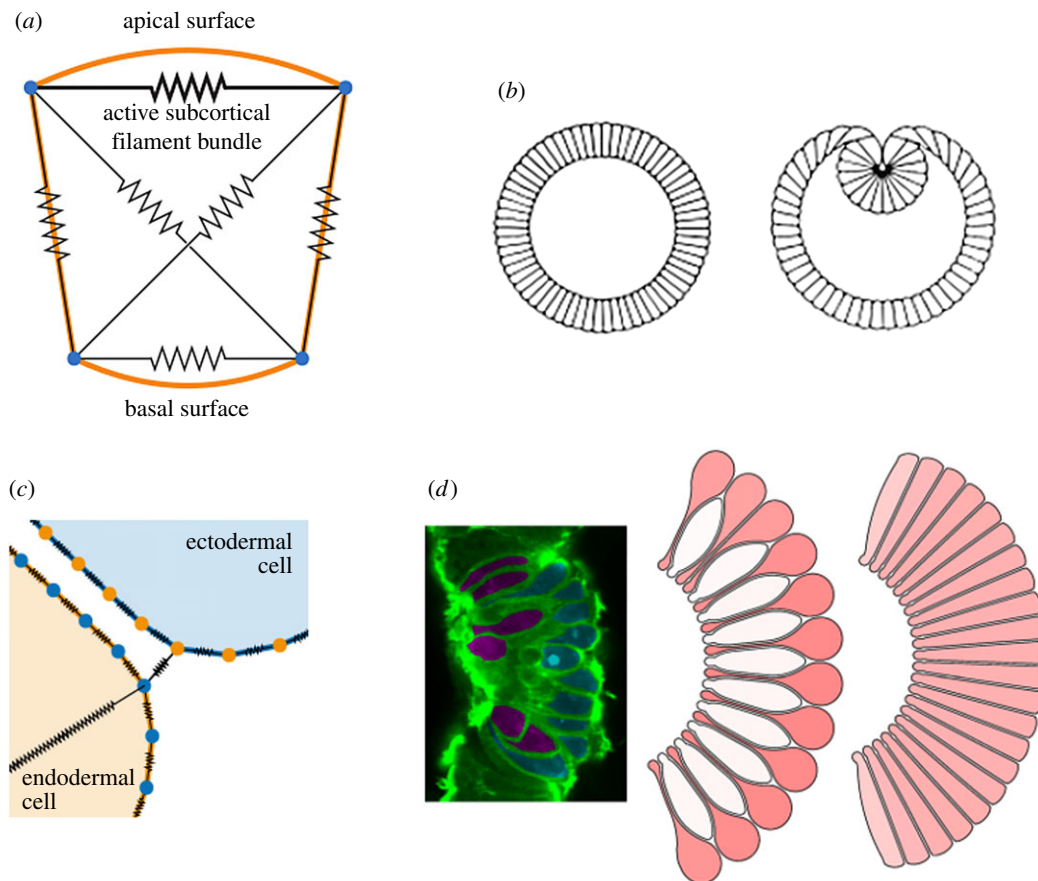 (a)
apical surface
active subcortical
filament bundle
basal surface
(b)
(c)
ectodermal
cell
endodermal
cell
(d)